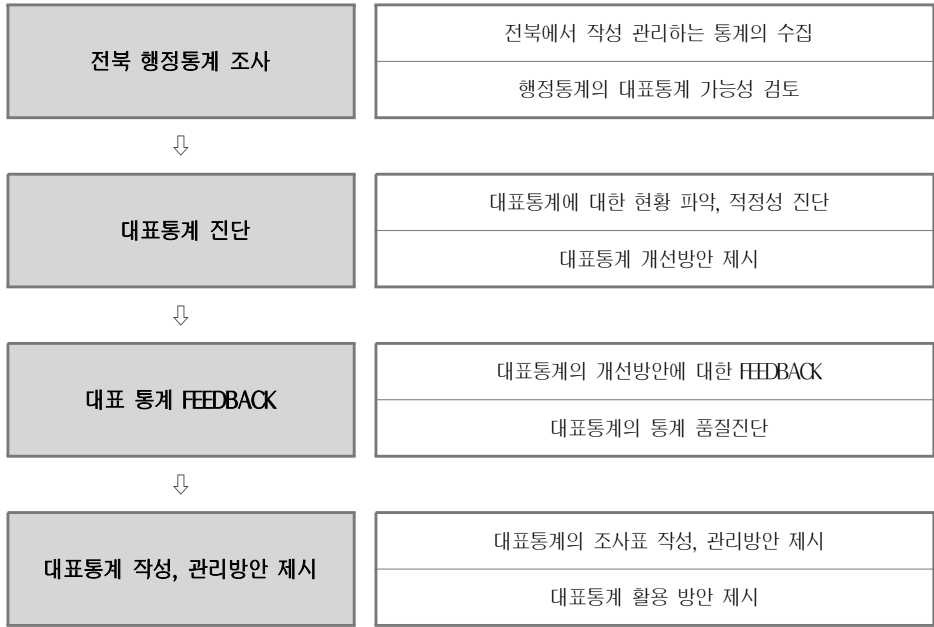 전북 행정통계 조사
전북에서 작성 관리하는 통계의 수집
행정통계의 대표통계 가능성 검토
⇩
대표통계 진단
대표통계에 대한 현황 파악, 적정성 진단
대표통계 개선방안 제시
⇩
대표 통계 FEEDBACK
대표통계의 개선방안에 대한 FEEDBACK
대표통계의 통계 품질진단
⇩
대표통계 작성, 관리방안 제시
대표통계의 조사표 작성, 관리방안 제시
대표통계 활용 방안 제시